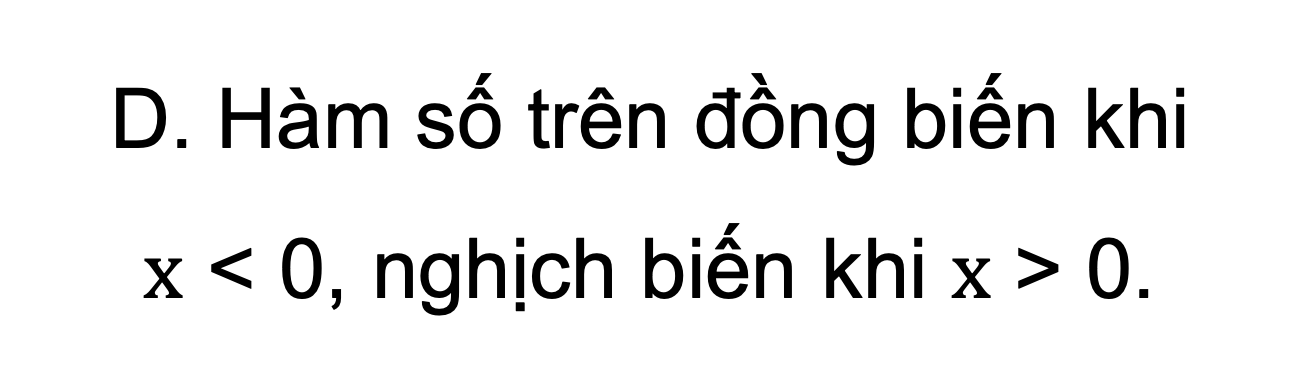 D. Hàm số trên đồng biến khi
x < 0, nghịch biến khi x > 0.